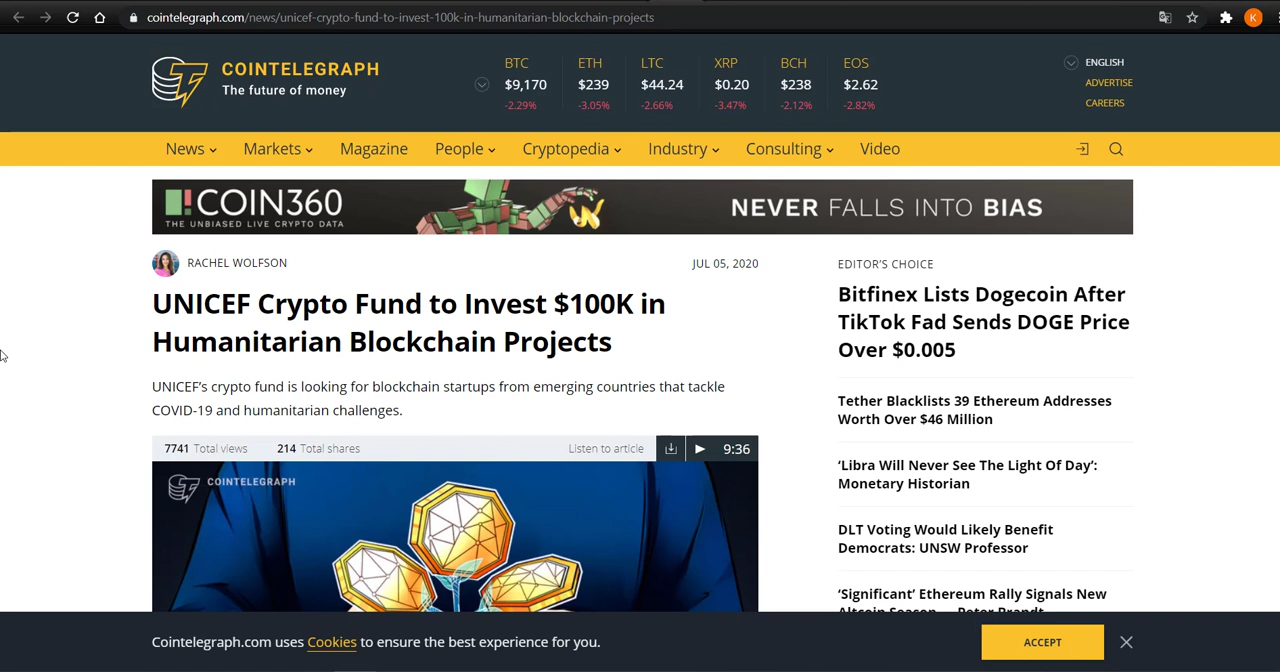 cointelegraph.com/news/unicef-crypto-fund-to-invest-100k-in-humanitarian-blockchain-projects
K
COINTELEGRAPH
The future of money
BTC ETH LTC XRP BCH EOS
$9,170 $239 $44.24 $0.20 $238 $2.62
-2.29% -3.05% -2.66% -3.47% -2.12% -2.82%
ENGLISH
ADVERTISE
CAREERS
News Markets Magazine People Cryptopedia Industry Consulting Video
COIN360
THE UNBIASED LIVE CRYPTO DATA
NEVER FALLS INTO BIAS
RACHEL WOLFSON JUL 05, 2020
UNICEF Crypto Fund to Invest $100K in
Humanitarian Blockchain Projects
UNICEF’s crypto fund is looking for blockchain startups from emerging countries that tackle
COVID-19 and humanitarian challenges.
7741 Total views 214 Total shares Listen to article 9:36
COINTELEGRAPH
EDITOR’S CHOICE
Bitfinex Lists Dogecoin After
TikTok Fad Sends DOGE Price
Over $0.005
Tether Blacklists 39 Ethereum Addresses
Worth Over $46 Million
‘Libra Will Never See The Light Of Day’:
Monetary Historian
DLT Voting Would Likely Benefit
Democrats: UNSW Professor
‘Significant’ Ethereum Rally Signals New
Altcoin Season — Peter Brandt
Cointelegraph.com uses Cookies to ensure the best experience for you.
ACCEPT